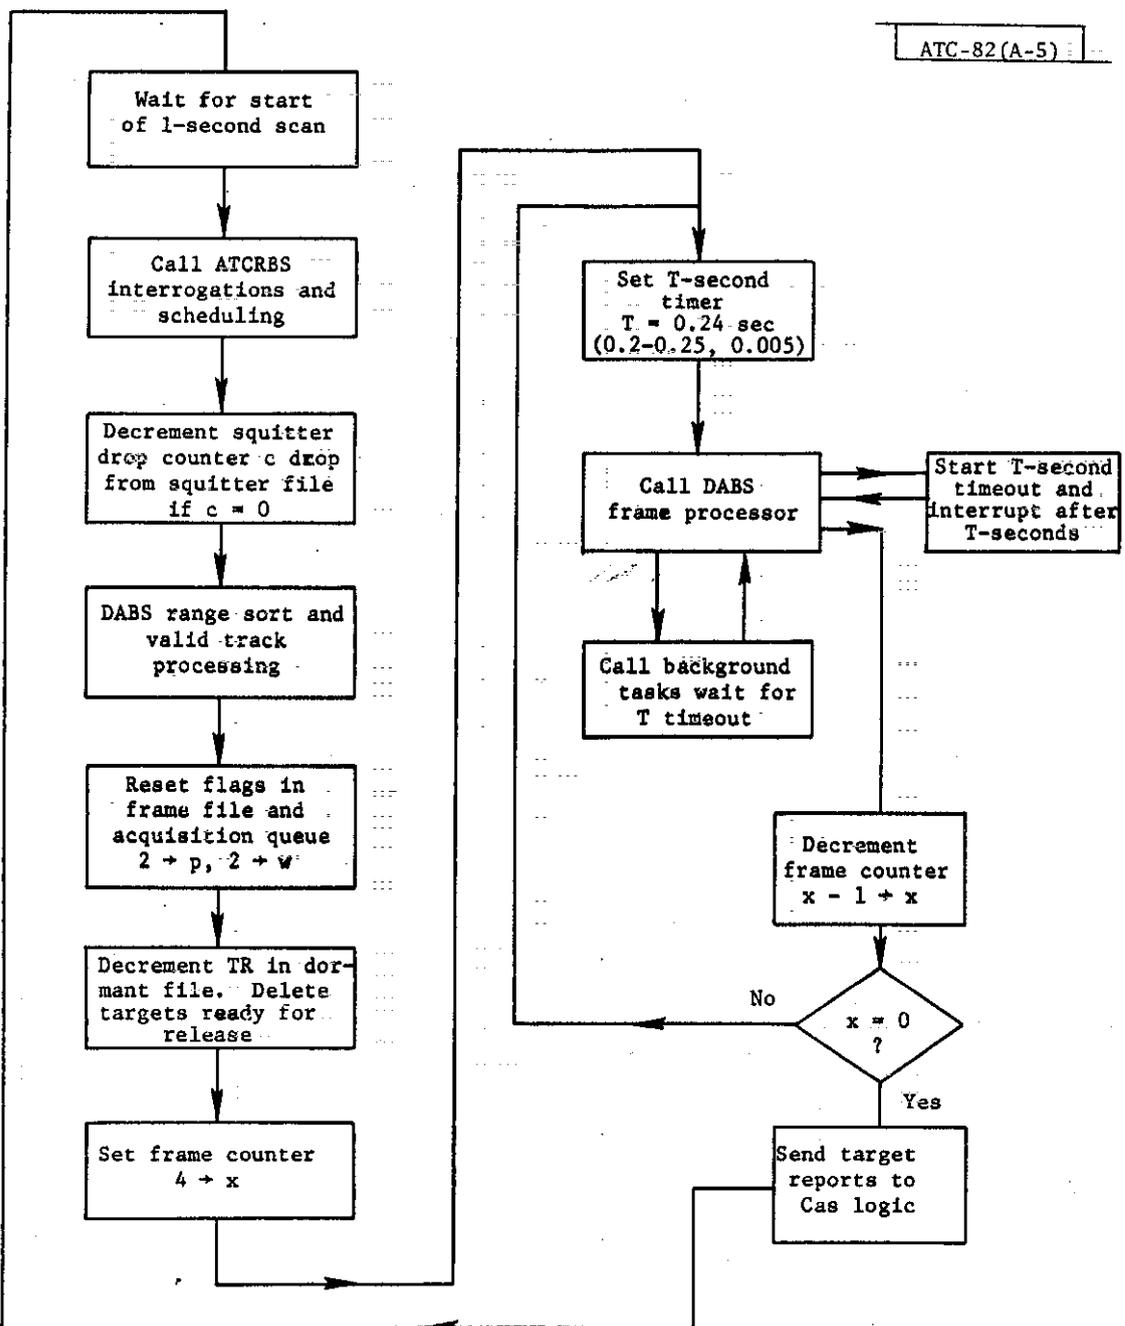 ATC-82(A-5)
Wait for start
of 1-second scan
Call ATCRBS
interrogations and
scheduling
Decrement squitter
drop counter c drop
from squitter file
if c = 0
DABS range sort and
valid track
processing
Reset flags in
frame file and
acquisition queue
2 → p, 2 → w
Decrement TR in dor-
mant file. Delete
targets ready for
release
Set frame counter
4 → x
Set T-second
timer
T = 0.24 sec
(0.2-0.25, 0.005)
Call DABS
frame processor
Start T-second
timeout and
interrupt after
T-seconds
Call background
tasks wait for
T timeout
Decrement
frame counter
x - 1 → x
No
x = 0
?
Yes
Send target
reports to
Cas logic